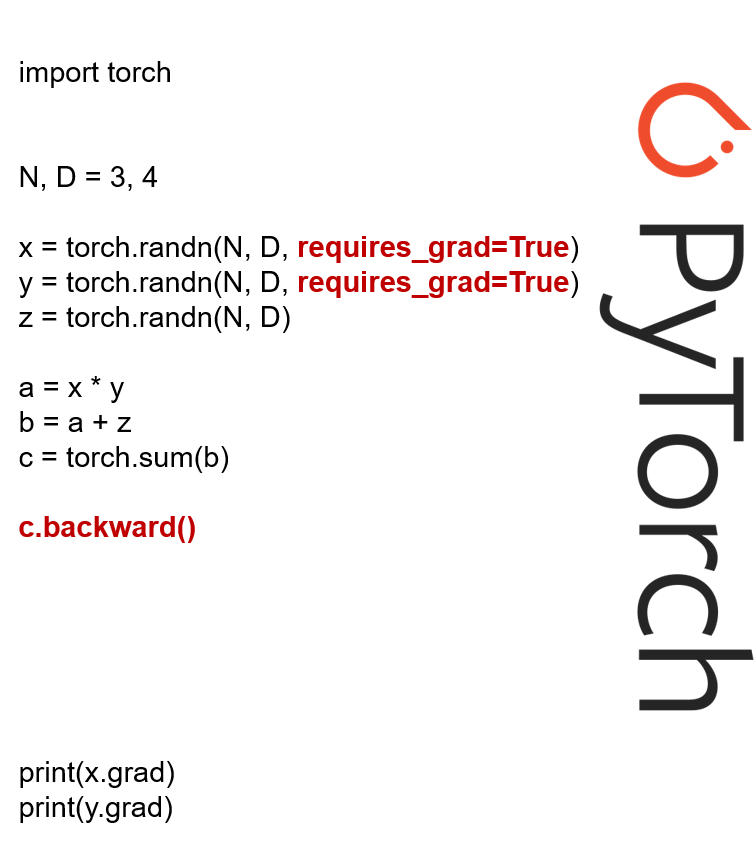 import torch
N, D = 3, 4
x = torch.randn(N, D, requires_grad=True)
y = torch.randn(N, D, requires_grad=True)
z = torch.randn(N, D)
a = x * y
b = a + z
c = torch.sum(b)
c.backward()
print(x.grad)
print(y.grad)
PyTorch